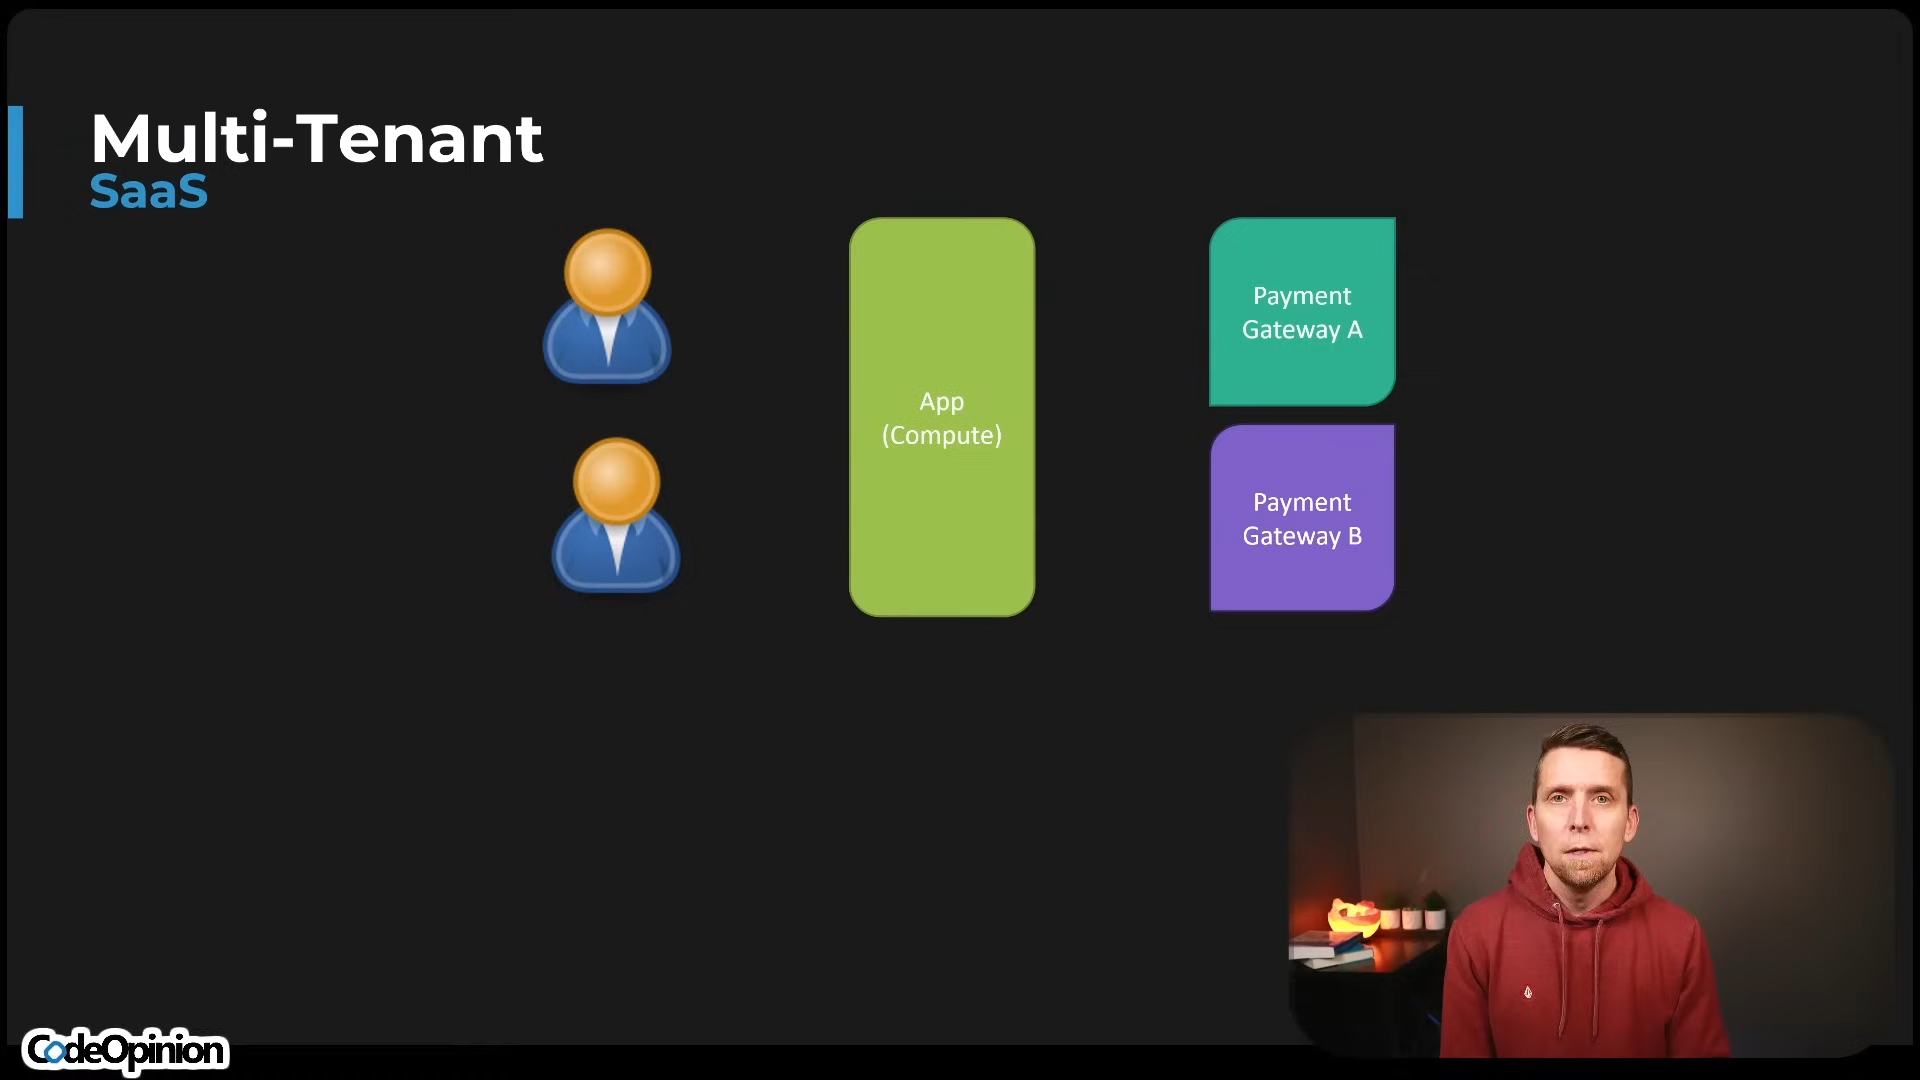 Multi-Tenant
SaaS
App
(Compute)
Payment
Gateway A
Payment
Gateway B
CodeOpinion